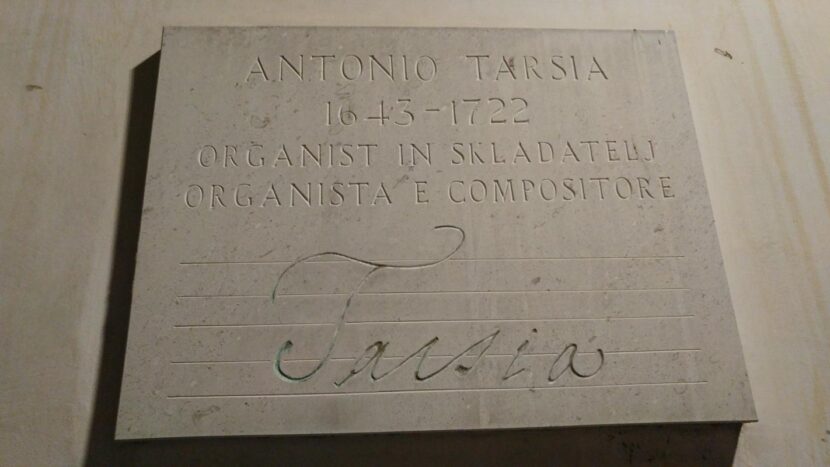 ANTONIO TARSIA
1643-1722
ORGANIST IN SKLADATELJ
ORGANISTA E COMPOSITORE
Tarsia